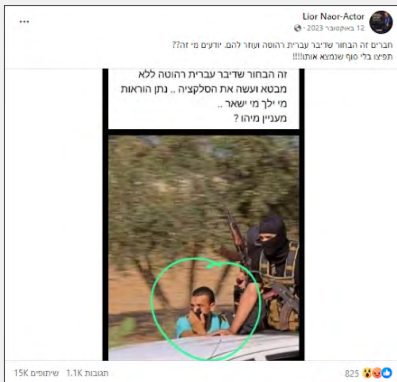 Lior Naor-Actor
12 באוקטובר 2023 ·
חברים זה הבחור שדיבר עברית רהוטה ועוזר להם. יודעים מי זה??
תפיצו בלי סוף שנמצא אותו!!!!
זה הבחור שדיבר עברית רהוטה ללא
מבטא ועשה את הסלקציה .. נתן הוראות
מי ילך מי ישאר ..
מעניין מיהו ?
825
1.1K תגובות 15K שיתופים